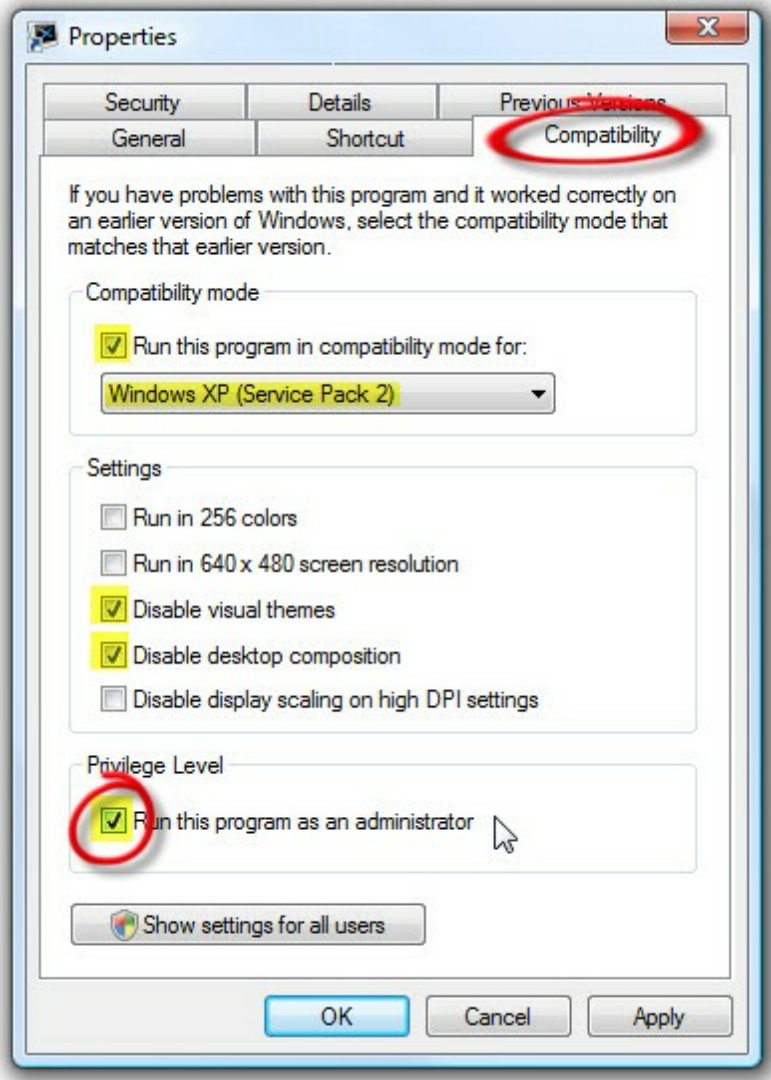 Properties
Security Details Previous Versions
General Shortcut Compatibility
If you have problems with this program and it worked correctly on
an earlier version of Windows, select the compatibility mode that
matches that earlier version.
Compatibility mode
Run this program in compatibility mode for:
Windows XP (Service Pack 2)
Settings
Run in 256 colors
Run in 640 x 480 screen resolution
Disable visual themes
Disable desktop composition
Disable display scaling on high DPI settings
Privilege Level
Run this program as an administrator
Show settings for all users
OK Cancel Apply